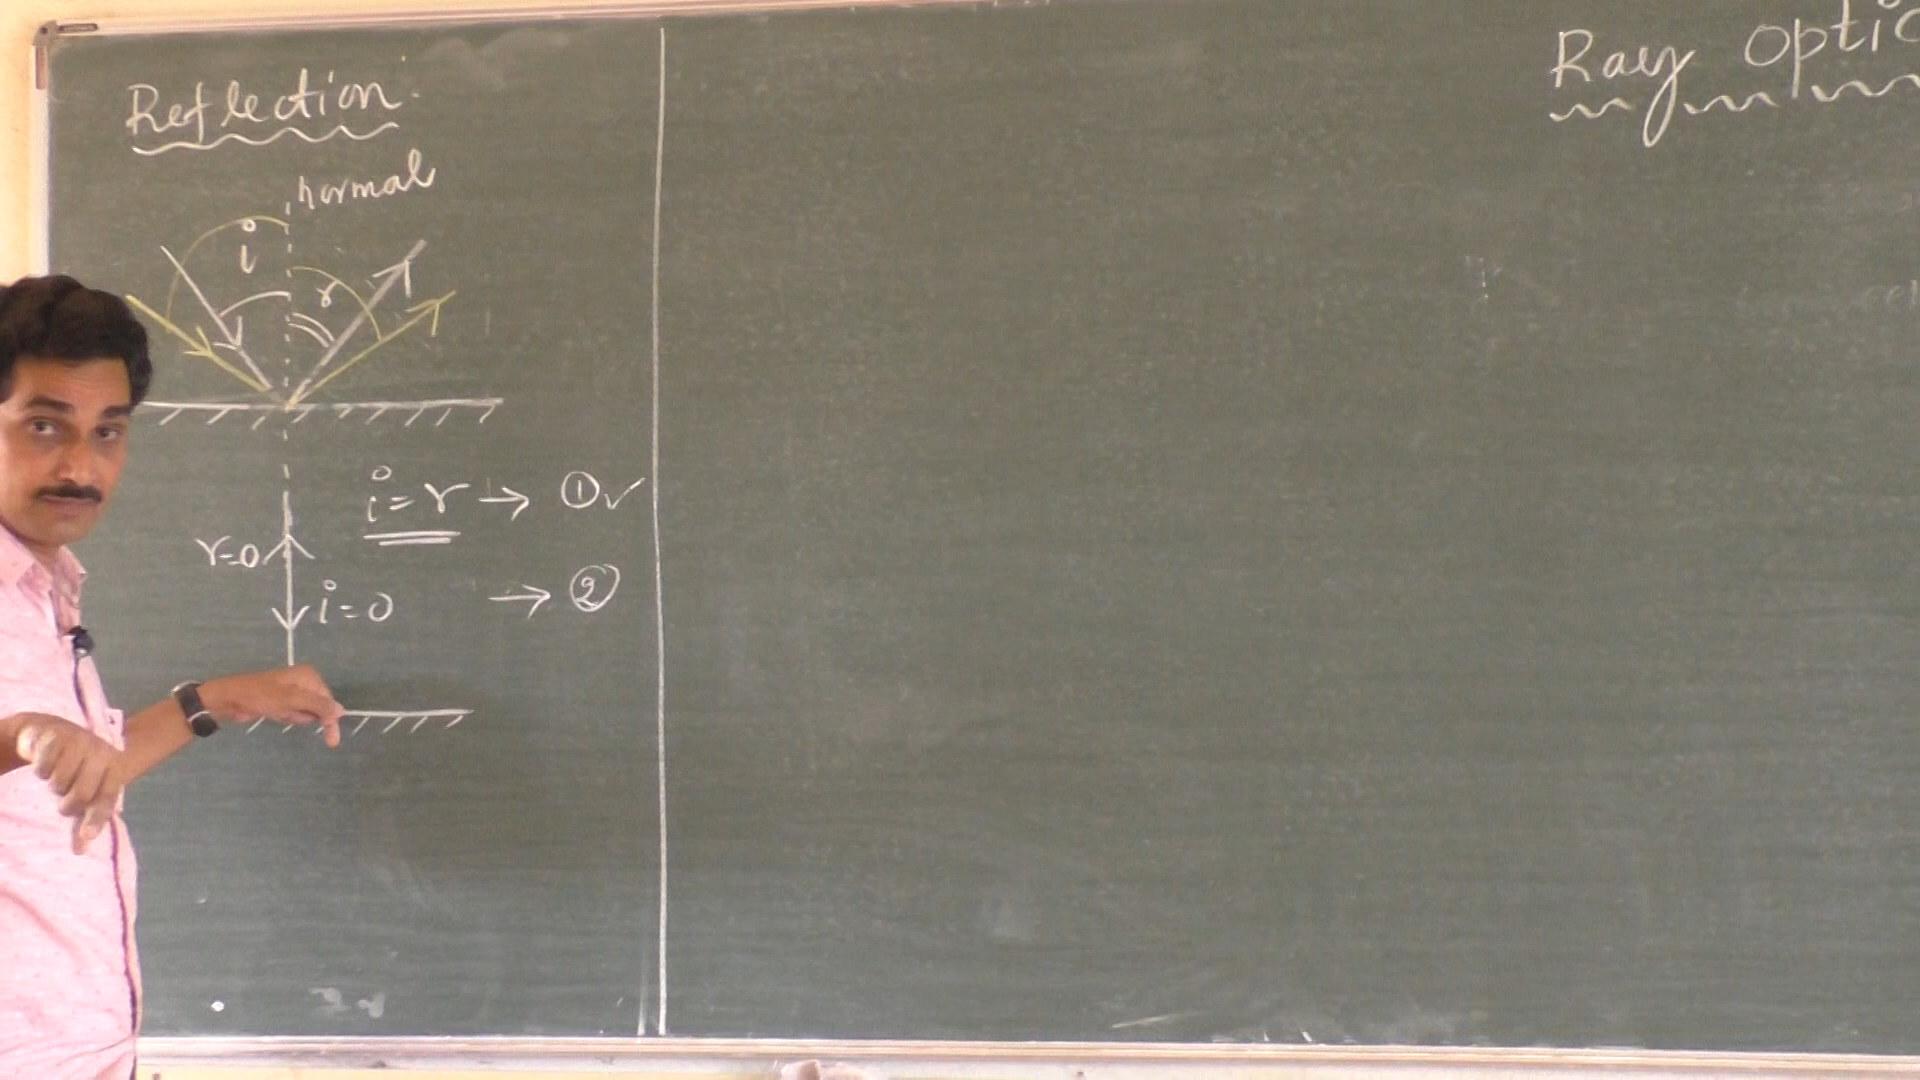 Reflection:
normal
i
r
i=r → ①✓
r=0
i=0 → ②
Ray Optic